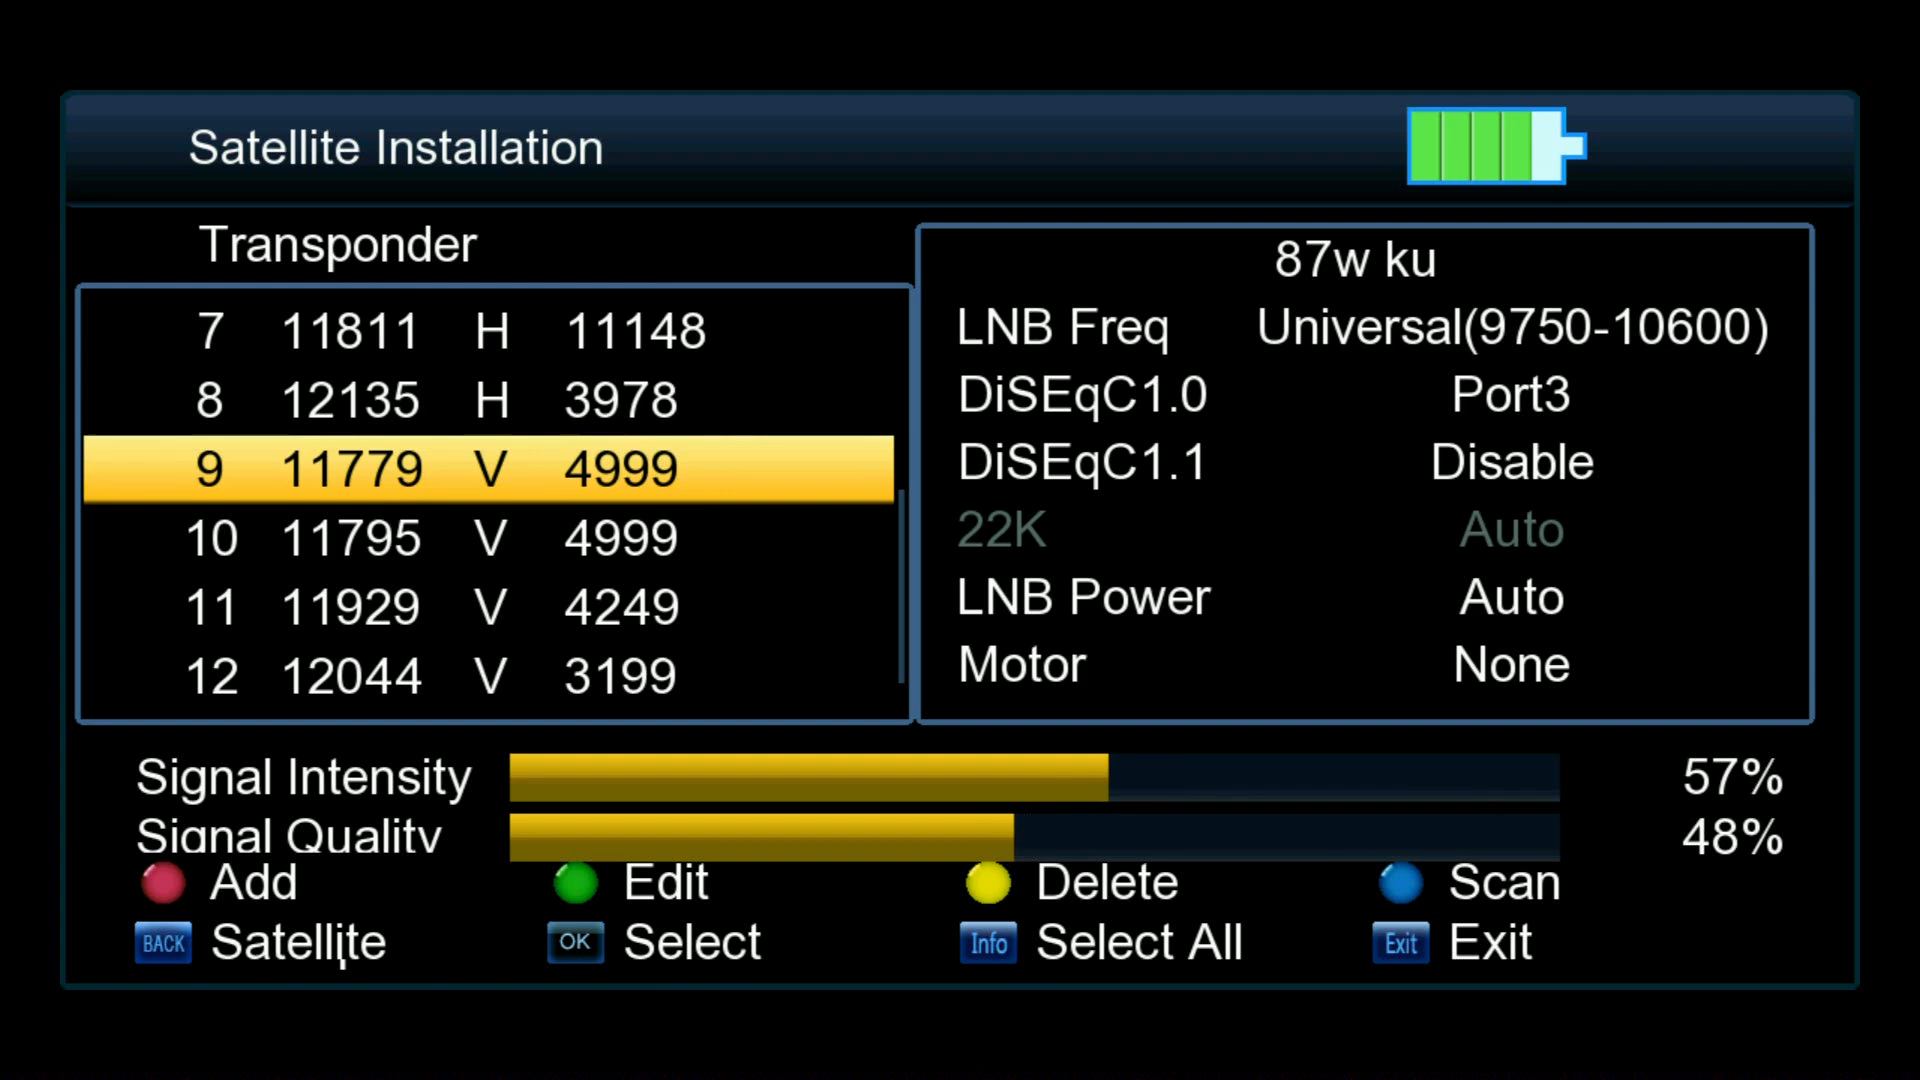 Satellite Installation
Transponder
7 11811 H 11148
8 12135 H 3978
9 11779 V 4999
10 11795 V 4999
11 11929 V 4249
12 12044 V 3199
87w ku
LNB Freq Universal(9750-10600)
DiSEqC1.0 Port3
DiSEqC1.1 Disable
22K Auto
LNB Power Auto
Motor None
Signal Intensity 57%
Signal Quality 48%
Add Edit Delete Scan
BACK Satellite OK Select Info Select All Exit Exit